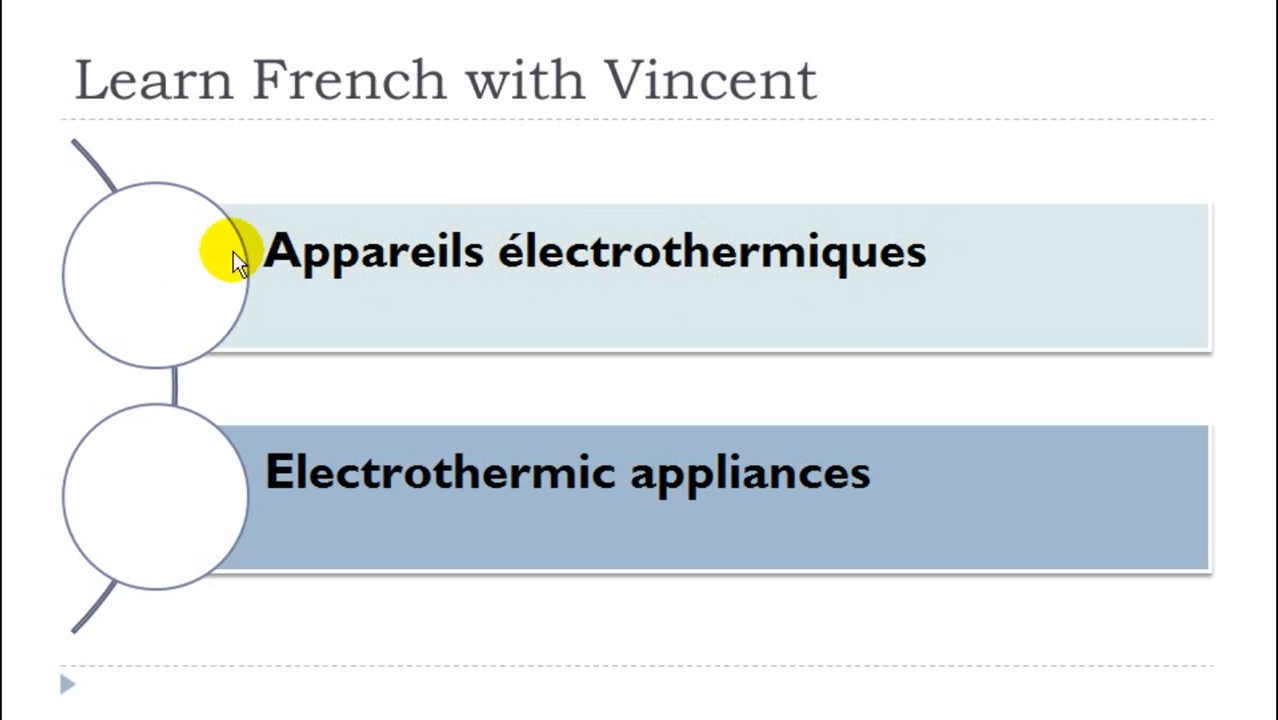 Learn French with Vincent
Appareils électrothermiques
Electrothermic appliances